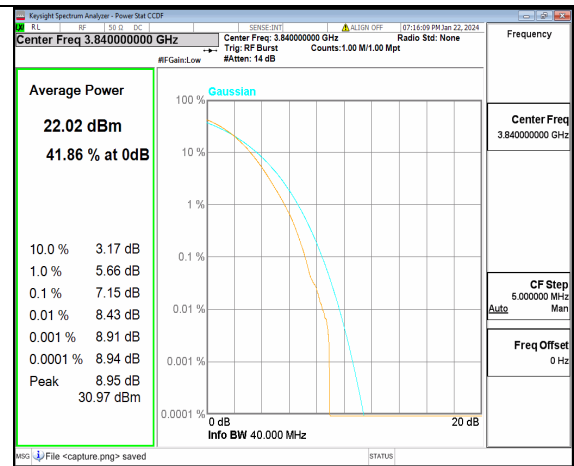 Keysight Spectrum Analyzer - Power Stat CCDF
RL RF 50 Ω DC SENSE:INT ALIGN OFF 07:16:09 PM Jan 22, 2024
Center Freq 3.840000000 GHz
Center Freq: 3.840000000 GHz Radio Std: None
Trig: RF Burst Counts:1.00 M/1.00 Mpt
#IFGain:Low #Atten: 14 dB
Frequency
Average Power
22.02 dBm
41.86 % at 0dB
10.0 % 3.17 dB
1.0 % 5.66 dB
0.1 % 7.15 dB
0.01 % 8.43 dB
0.001 % 8.91 dB
0.0001 % 8.94 dB
Peak 8.95 dB
30.97 dBm
Gaussian
100 %
10 %
1 %
0.1 %
0.01 %
0.001 %
0.0001 %
0 dB 20 dB
Info BW 40.000 MHz
Center Freq
3.840000000 GHz
CF Step
5.000000 MHz
Auto Man
Freq Offset
0 Hz
MSG File <capture.png> saved STATUS